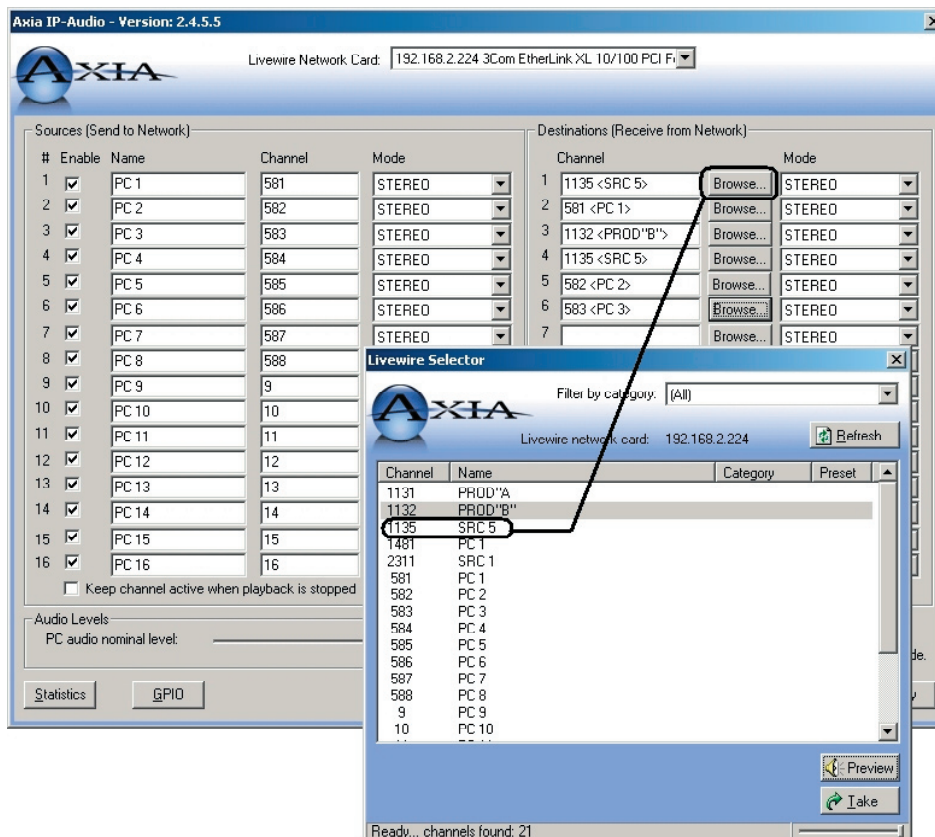 Axia IP-Audio - Version: 2.4.5.5
AXIA
Livewire Network Card: 192.168.2.224 3Com EtherLink XL 10/100 PCI F
Sources (Send to Network)
# Enable Name Channel Mode
1 PC 1 581 STEREO
2 PC 2 582 STEREO
3 PC 3 583 STEREO
4 PC 4 584 STEREO
5 PC 5 585 STEREO
6 PC 6 586 STEREO
7 PC 7 587 STEREO
8 PC 8 588
9 PC 9 9
10 PC 10 10
11 PC 11 11
12 PC 12 12
13 PC 13 13
14 PC 14 14
15 PC 15 15
16 PC 16 16
Keep channel active when playback is stopped
Audio Levels
PC audio nominal level:
Statistics GPIO
Destinations (Receive from Network)
Channel Mode
1 1135 <SRC 5> Browse... STEREO
2 581 <PC 1> Browse... STEREO
3 1132 <PROD"B"> Browse... STEREO
4 1135 <SRC 5> Browse... STEREO
5 582 <PC 2> Browse... STEREO
6 583 <PC 3> Browse... STEREO
7 Browse... STEREO
Livewire Selector
AXIA
Filter by category: (All)
Livewire network card: 192.168.2.224
Refresh
Channel Name Category Preset
1131 PROD"A
1132 PROD"B"
1135 SRC 5
1481 PC 1
2311 SRC 1
581 PC 1
582 PC 2
583 PC 3
584 PC 4
585 PC 5
586 PC 6
587 PC 7
588 PC 8
9 PC 9
10 PC 10
Preview
Take
Ready... channels found: 21